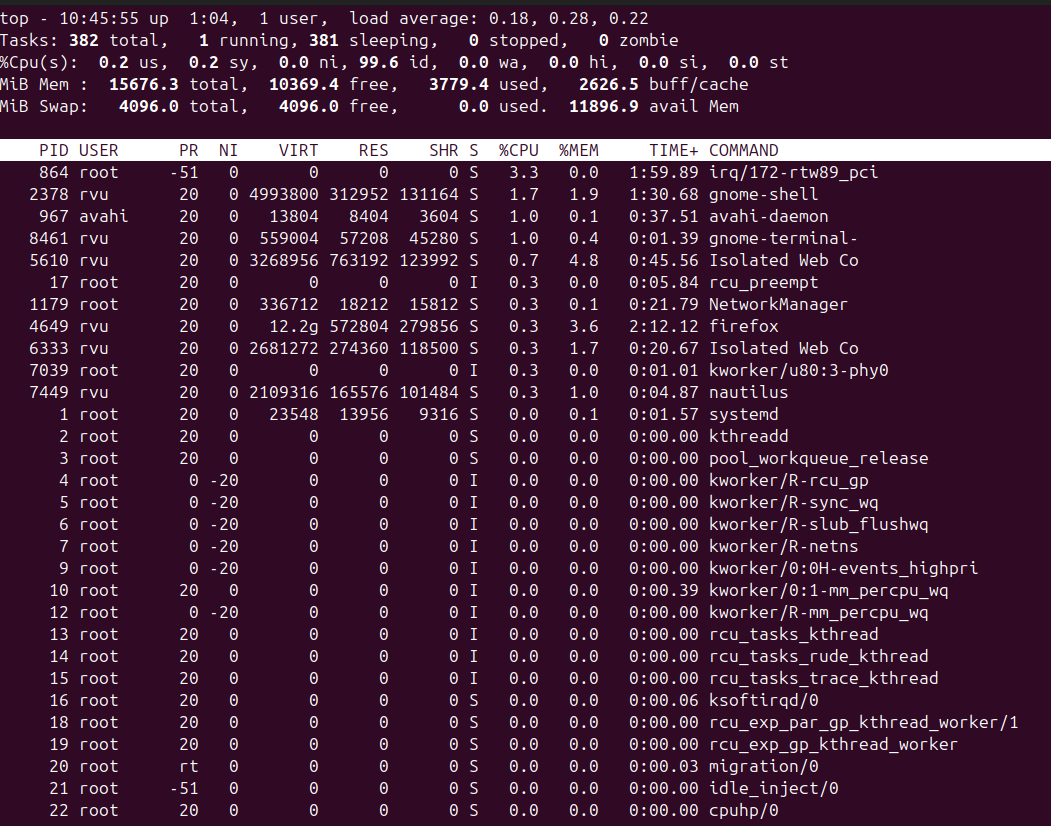 top - 10:45:55 up  1:04,  1 user,  load average: 0.18, 0.28, 0.22
Tasks: 382 total,   1 running, 381 sleeping,   0 stopped,   0 zombie
%Cpu(s):  0.2 us,  0.2 sy,  0.0 ni, 99.6 id,  0.0 wa,  0.0 hi,  0.0 si,  0.0 st
MiB Mem :  15676.3 total,  10369.4 free,   3779.4 used,   2626.5 buff/cache
MiB Swap:   4096.0 total,   4096.0 free,      0.0 used.  11896.9 avail Mem
    PID USER      PR  NI    VIRT    RES    SHR S  %CPU  %MEM     TIME+ COMMAND
    864 root     -51   0       0      0      0 S   3.3   0.0   1:59.89 irq/172-rtw89_pci
   2378 rvu       20   0 4993800 312952 131164 S   1.7   1.9   1:30.68 gnome-shell
    967 avahi     20   0   13804   8404   3604 S   1.0   0.1   0:37.51 avahi-daemon
   8461 rvu       20   0  559004  57208  45280 S   1.0   0.4   0:01.39 gnome-terminal-
   5610 rvu       20   0 3268956 763192 123992 S   0.7   4.8   0:45.56 Isolated Web Co
     17 root      20   0       0      0      0 I   0.3   0.0   0:05.84 rcu_preempt
   1179 root      20   0  336712  18212  15812 S   0.3   0.1   0:21.79 NetworkManager
   4649 rvu       20   0   12.2g 572804 279856 S   0.3   3.6   2:12.12 firefox
   6333 rvu       20   0 2681272 274360 118500 S   0.3   1.7   0:20.67 Isolated Web Co
   7039 root      20   0       0      0      0 I   0.3   0.0   0:01.01 kworker/u80:3-phy0
   7449 rvu       20   0 2109316 165576 101484 S   0.3   1.0   0:04.87 nautilus
      1 root      20   0   23548  13956   9316 S   0.0   0.1   0:01.57 systemd
      2 root      20   0       0      0      0 S   0.0   0.0   0:00.00 kthreadd
      3 root      20   0       0      0      0 S   0.0   0.0   0:00.00 pool_workqueue_release
      4 root       0 -20       0      0      0 I   0.0   0.0   0:00.00 kworker/R-rcu_gp
      5 root       0 -20       0      0      0 I   0.0   0.0   0:00.00 kworker/R-sync_wq
      6 root       0 -20       0      0      0 I   0.0   0.0   0:00.00 kworker/R-slub_flushwq
      7 root       0 -20       0      0      0 I   0.0   0.0   0:00.00 kworker/R-netns
      9 root       0 -20       0      0      0 I   0.0   0.0   0:00.00 kworker/0:0H-events_highpri
     10 root      20   0       0      0      0 I   0.0   0.0   0:00.39 kworker/0:1-mm_percpu_wq
     12 root       0 -20       0      0      0 I   0.0   0.0   0:00.00 kworker/R-mm_percpu_wq
     13 root      20   0       0      0      0 I   0.0   0.0   0:00.00 rcu_tasks_kthread
     14 root      20   0       0      0      0 I   0.0   0.0   0:00.00 rcu_tasks_rude_kthread
     15 root      20   0       0      0      0 I   0.0   0.0   0:00.00 rcu_tasks_trace_kthread
     16 root      20   0       0      0      0 S   0.0   0.0   0:00.06 ksoftirqd/0
     18 root      20   0       0      0      0 S   0.0   0.0   0:00.00 rcu_exp_par_gp_kthread_worker/1
     19 root      20   0       0      0      0 S   0.0   0.0   0:00.00 rcu_exp_gp_kthread_worker
     20 root      rt   0       0      0      0 S   0.0   0.0   0:00.03 migration/0
     21 root     -51   0       0      0      0 S   0.0   0.0   0:00.00 idle_inject/0
     22 root      20   0       0      0      0 S   0.0   0.0   0:00.00 cpuhp/0